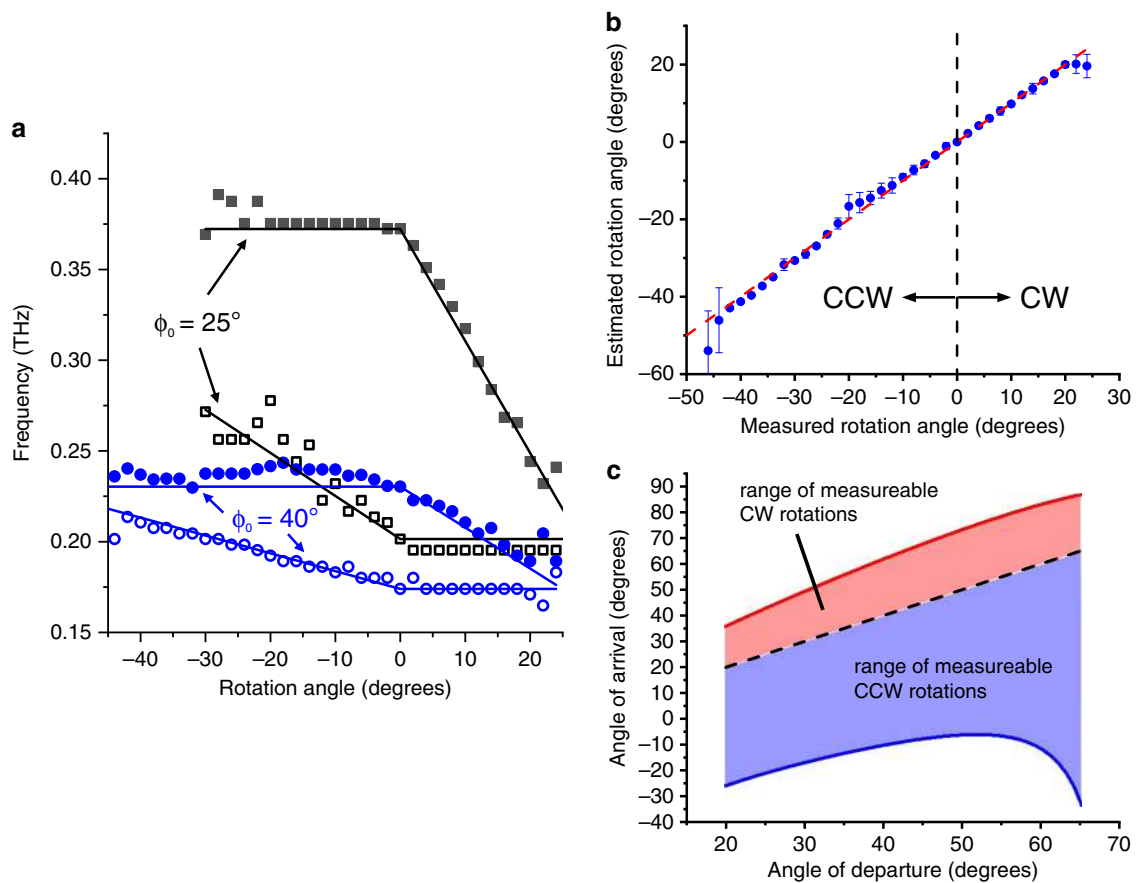 a
Frequency (THz)
0.40
0.35
0.30
0.25
0.20
0.15
ϕ₀ = 25°
ϕ₀ = 40°
−40 −30 −20 −10 0 10 20
Rotation angle (degrees)
b
Estimated rotation angle (degrees)
20
0
−20
−40
−60
CCW CW
−50 −40 −30 −20 −10 0 10 20 30
Measured rotation angle (degrees)
c
Angle of arrival (degrees)
90
80
70
60
50
40
30
20
10
0
−10
−20
−30
−40
range of measureable
CW rotations
range of measureable
CCW rotations
20 30 40 50 60 70
Angle of departure (degrees)